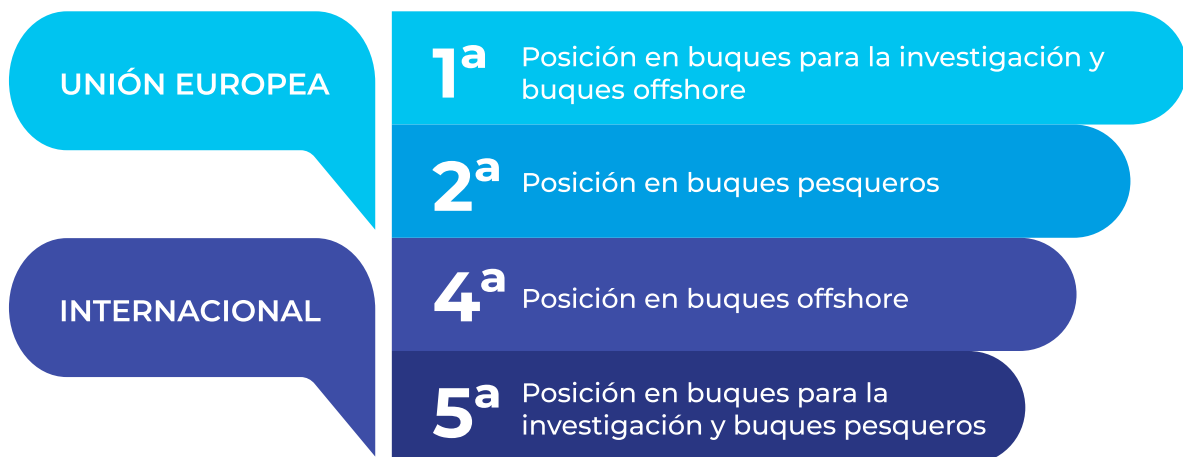 UNIÓN EUROPEA
1ª
Posición en buques para la investigación y
buques offshore
2ª
Posición en buques pesqueros
INTERNACIONAL
4ª
Posición en buques offshore
5ª
Posición en buques para la
investigación y buques pesqueros